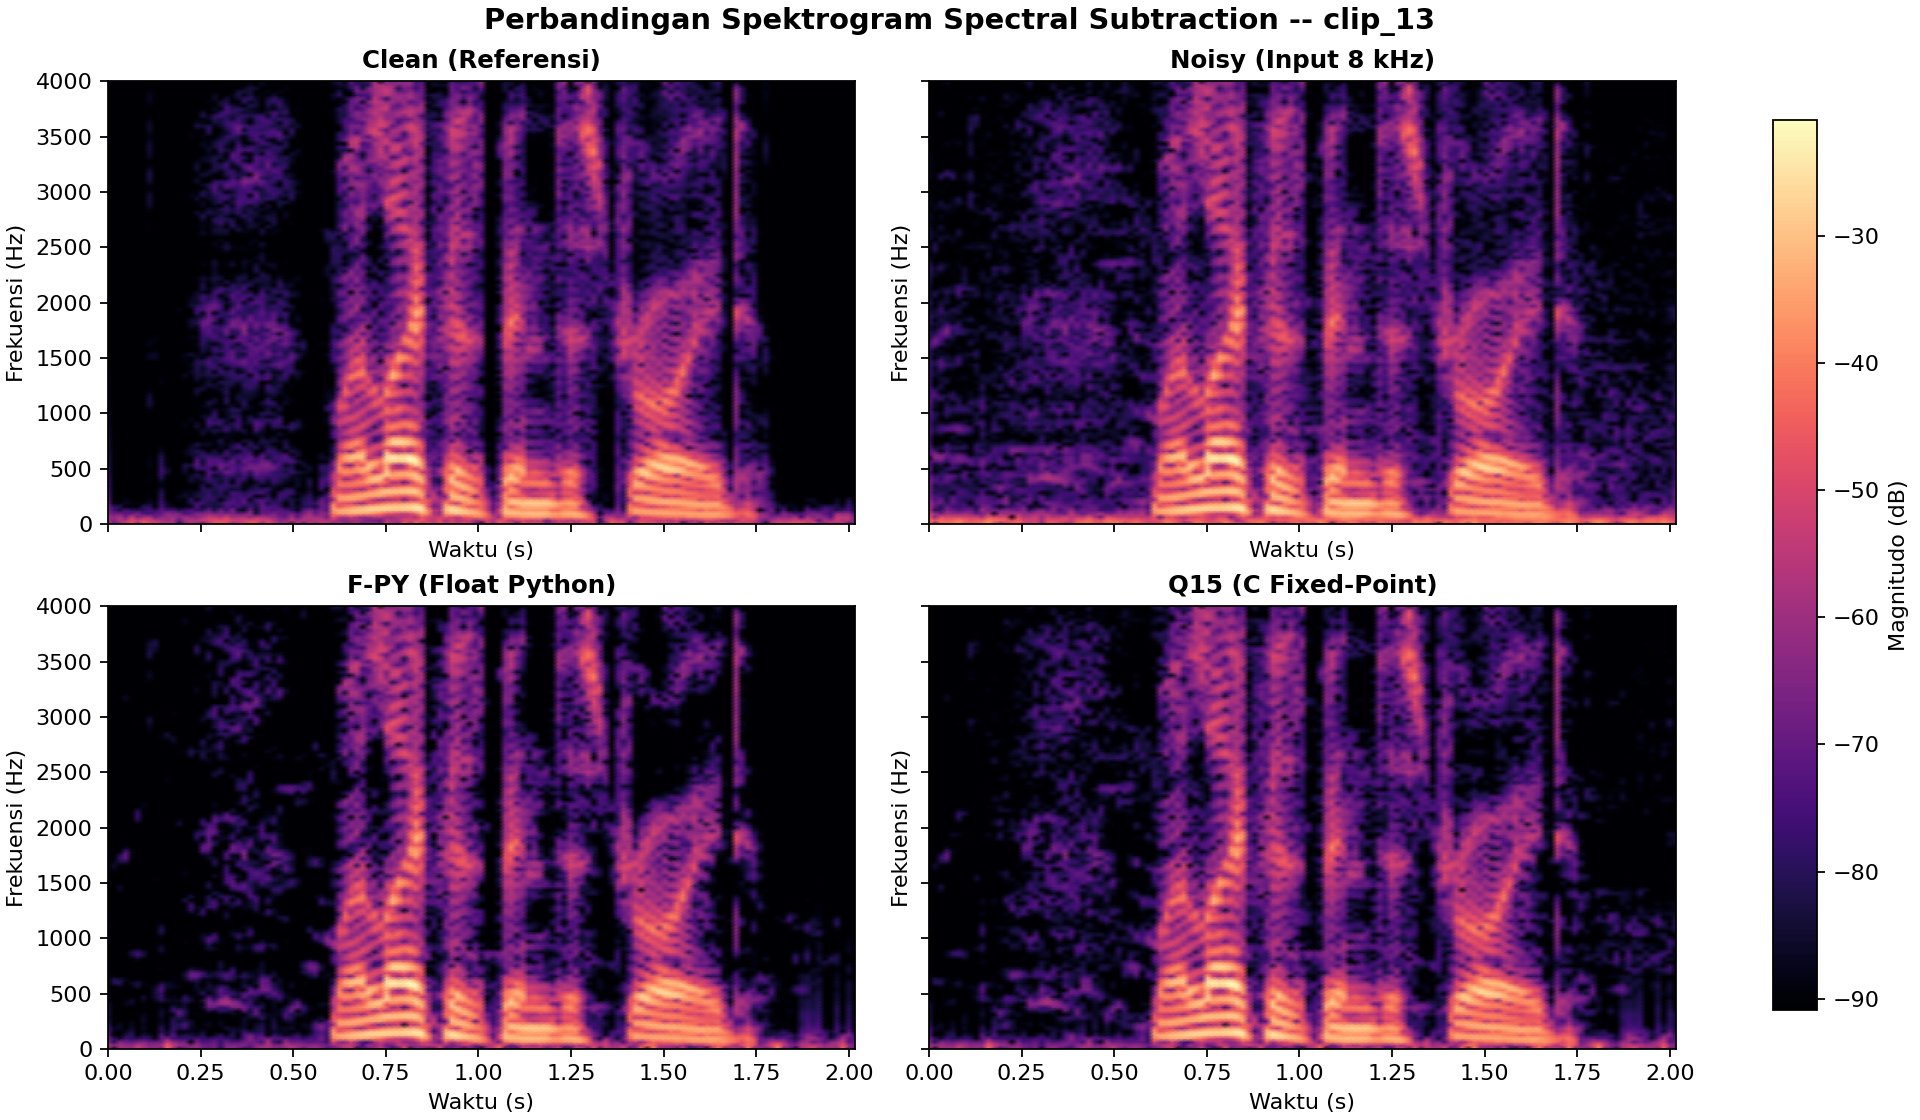 Perbandingan Spektrogram Spectral Subtraction -- clip_13
Clean (Referensi)
Noisy (Input 8 kHz)
4000
3500
3000
2500
2000
1500
1000
500
0
Frekuensi (Hz)
Waktu (s)
Frekuensi (Hz)
Waktu (s)
F-PY (Float Python)
Q15 (C Fixed-Point)
4000
3500
3000
2500
2000
1500
1000
500
0
Frekuensi (Hz)
0.00 0.25 0.50 0.75 1.00 1.25 1.50 1.75 2.00
Waktu (s)
Frekuensi (Hz)
0.00 0.25 0.50 0.75 1.00 1.25 1.50 1.75 2.00
Waktu (s)
−30
−40
−50
−60
−70
−80
−90
Magnitudo (dB)